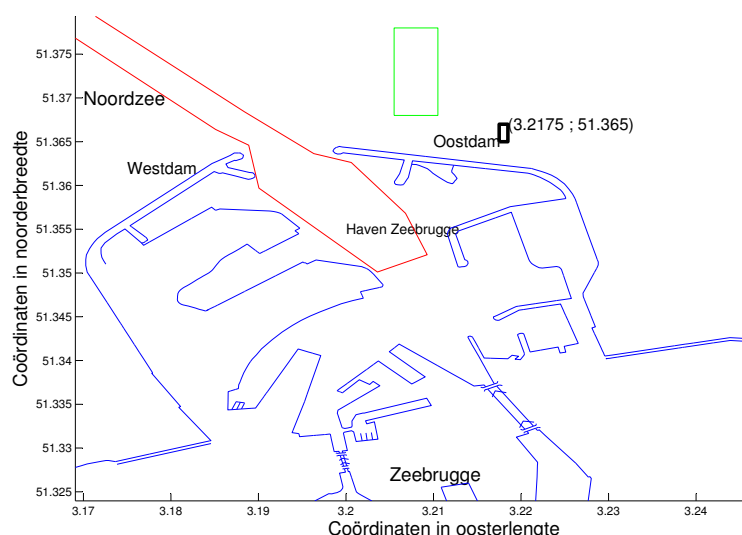 51.375
51.37
51.365
51.36
51.355
51.35
51.345
51.34
51.335
51.33
51.325
Coördinaten in noorderbreedte
Noordzee
(3.2175 ; 51.365)
Oostdam
Westdam
Haven Zeebrugge
Zeebrugge
3.17
3.18
3.19
3.2
3.21
3.22
3.23
3.24
Coördinaten in oosterlengte